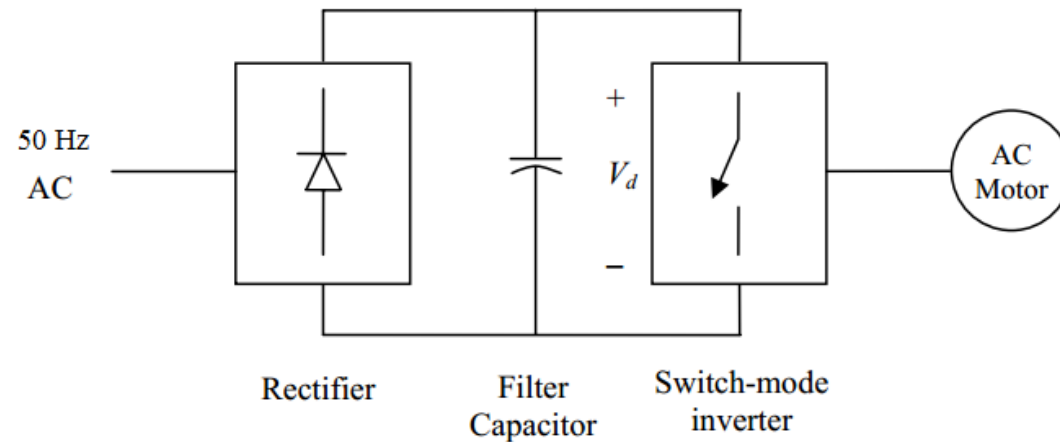 50 Hz
AC
+
V_d
−
AC
Motor
Rectifier
Filter
Capacitor
Switch-mode
inverter